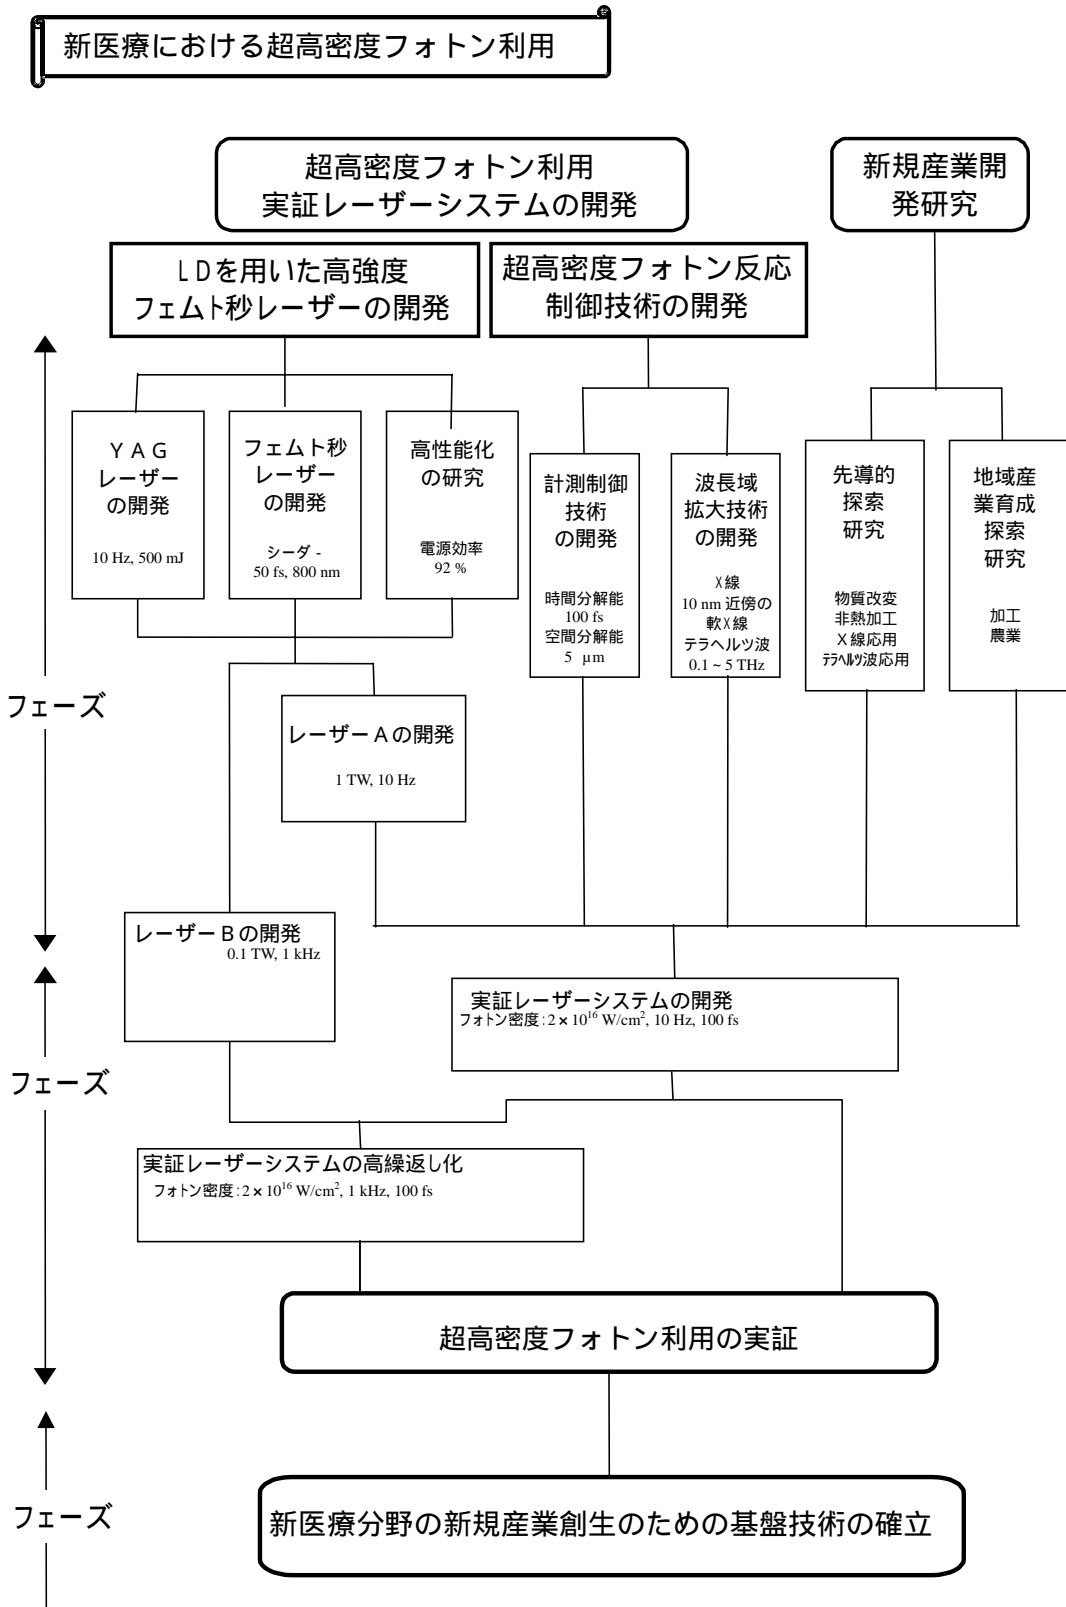 新医療における超高密度フォトン利用
超高密度フォトン利用
実証レーザーシステムの開発
新規産業開
発研究
LDを用いた高強度
フェムト秒レーザーの開発
超高密度フォトン反応
制御技術の開発
YAG
レーザー
の開発
10 Hz, 500 mJ
フェムト秒
レーザー
の開発
シーダ -
50 fs, 800 nm
高性能化
の研究
電源効率
92 %
計測制御
技術
の開発
時間分解能
100 fs
空間分解能
5 μm
波長域
拡大技術
の開発
X線
10 nm 近傍の
軟X線
テラヘルツ波
0.1 ~ 5 THz
先導的
探索
研究
物質改変
非熱加工
X線応用
テラヘルツ波応用
地域産
業育成
探索
研究
加工
農業
フェーズ
レーザーAの開発
1 TW, 10 Hz
レーザーBの開発
0.1 TW, 1 kHz
実証レーザーシステムの開発
フォトン密度:2×10¹⁶ W/cm², 10 Hz, 100 fs
フェーズ
実証レーザーシステムの高繰返し化
フォトン密度:2×10¹⁶ W/cm², 1 kHz, 100 fs
超高密度フォトン利用の実証
フェーズ
新医療分野の新規産業創生のための基盤技術の確立